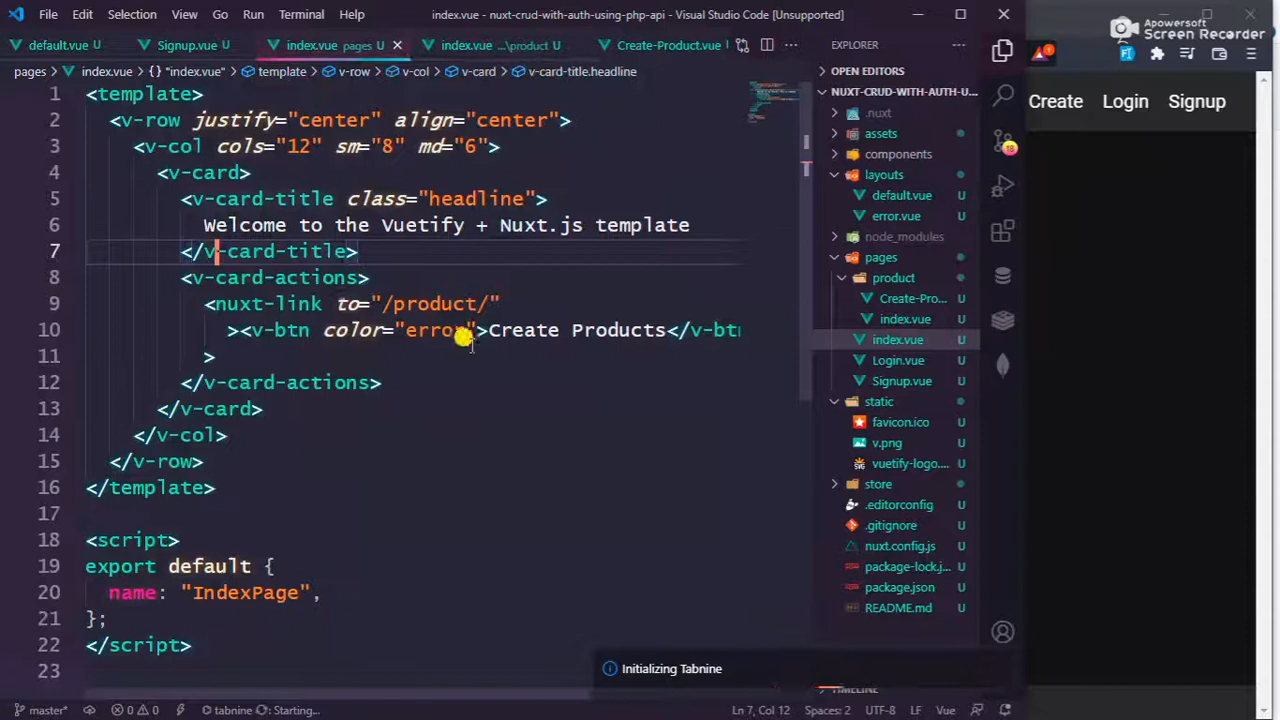 File Edit Selection View Go Run Terminal Help
index.vue - nuxt-crud-with-auth-using-php-api - Visual Studio Code [Unsupported]
Apowersoft
Screen Recorder
default.vue U
Signup.vue U
index.vue pages U
index.vue ...\product U
Create-Product.vue U
EXPLORER
pages > index.vue > {} "index.vue" > template > v-row > v-col > v-card > v-card-title.headline
1 <template>
2 <v-row justify="center" align="center">
3 <v-col cols="12" sm="8" md="6">
4 <v-card>
5 <v-card-title class="headline">
6 Welcome to the Vuetify + Nuxt.js template
7 </v-card-title>
8 <v-card-actions>
9 <nuxt-link to="/product/"
10 ><v-btn color="error">Create Products</v-btn
11 >
12 </v-card-actions>
13 </v-card>
14 </v-col>
15 </v-row>
16 </template>
17
18 <script>
19 export default {
20 name: "IndexPage",
21 };
22 </script>
23
OPEN EDITORS
NUXT-CRUD-WITH-AUTH-U...
.nuxt
assets
components
layouts
default.vue U
error.vue U
node_modules
pages
product
Create-Pro... U
index.vue U
index.vue U
Login.vue U
Signup.vue U
static
favicon.ico U
v.png U
vuetify-logo.... U
store
.editorconfig U
.gitignore U
nuxt.config.js U
package-lock.j... U
package.json U
README.md U
TIMELINE
18
1
Create Login Signup
Initializing Tabnine
master* 0 0 tabnine : Starting...
Ln 7, Col 12 Spaces: 2 UTF-8 LF Vue